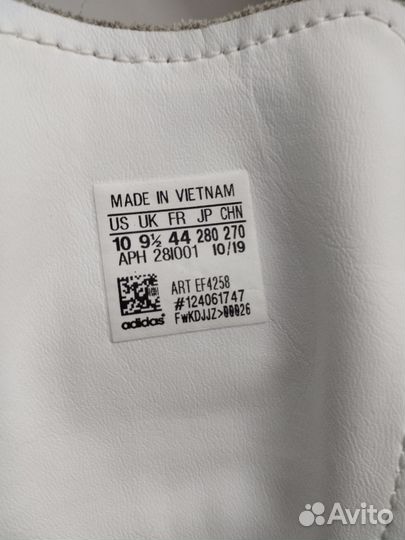 MADE IN VIETNAM
US UK FR JP CHN
10 9½ 44 280 270
APH 28I001 10/19
ART EF4258
#124061747
adidas FwKDJJZ>00026
Avito